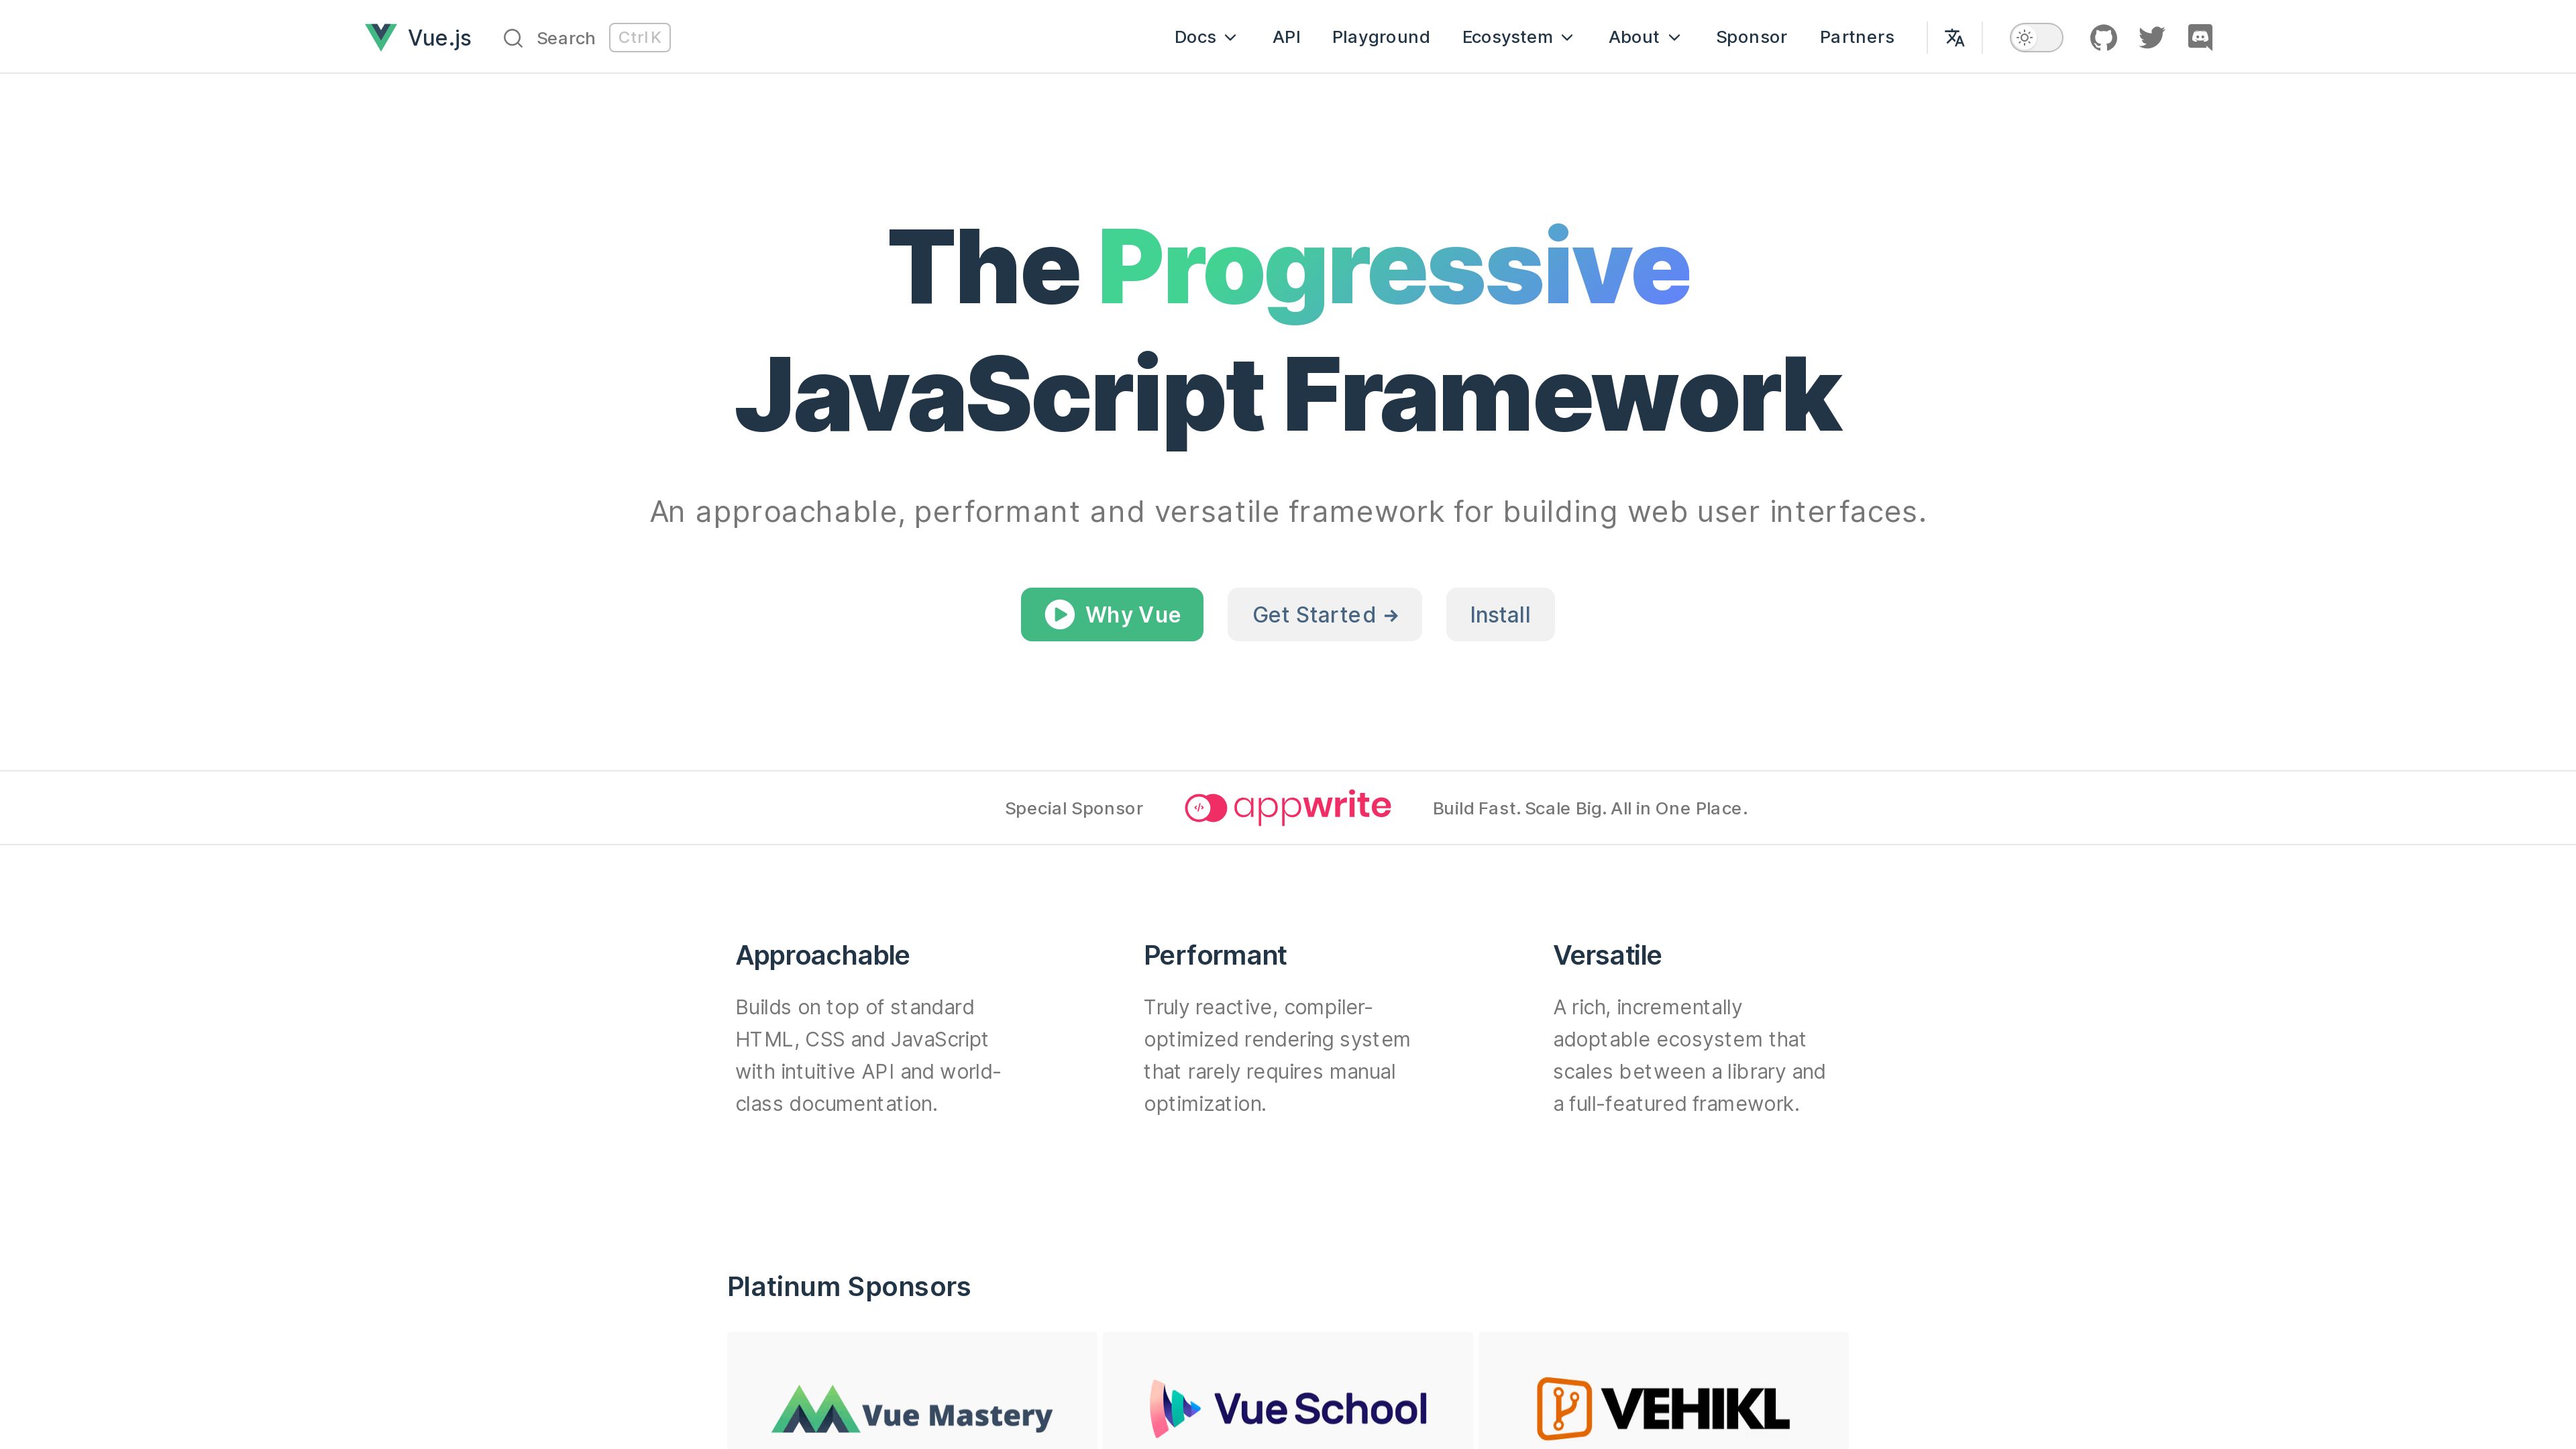 Vue.js Search Ctrl K Docs API Playground Ecosystem About Sponsor Partners
The Progressive
JavaScript Framework
An approachable, performant and versatile framework for building web user interfaces.
Why Vue Get Started → Install
Special Sponsor appwrite Build Fast. Scale Big. All in One Place.
Approachable
Builds on top of standard
HTML, CSS and JavaScript
with intuitive API and world-
class documentation.
Performant
Truly reactive, compiler-
optimized rendering system
that rarely requires manual
optimization.
Versatile
A rich, incrementally
adoptable ecosystem that
scales between a library and
a full-featured framework.
Platinum Sponsors
Vue Mastery Vue School VEHIKL